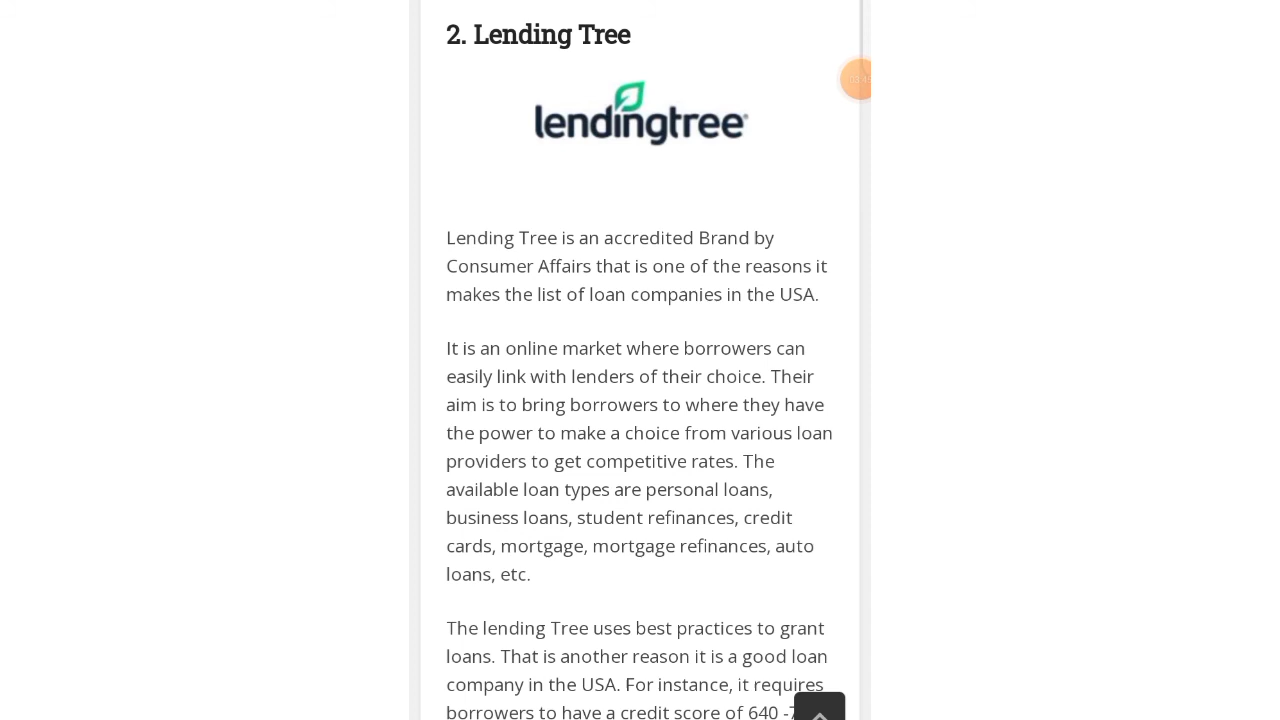 2. Lending Tree
lendingtree®
Lending Tree is an accredited Brand by
Consumer Affairs that is one of the reasons it
makes the list of loan companies in the USA.
It is an online market where borrowers can
easily link with lenders of their choice. Their
aim is to bring borrowers to where they have
the power to make a choice from various loan
providers to get competitive rates. The
available loan types are personal loans,
business loans, student refinances, credit
cards, mortgage, mortgage refinances, auto
loans, etc.
The lending Tree uses best practices to grant
loans. That is another reason it is a good loan
company in the USA. For instance, it requires
borrowers to have a credit score of 640 -